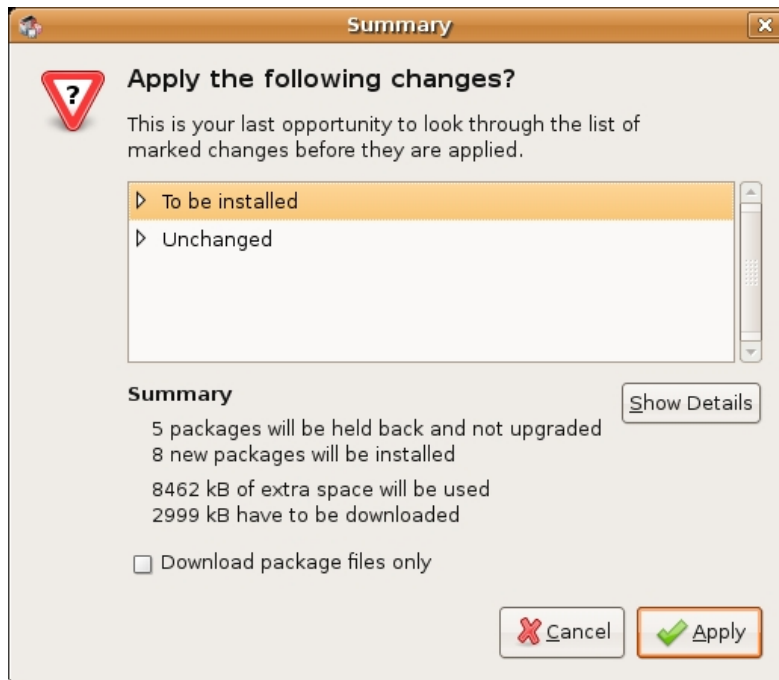 Summary
?
Apply the following changes?
This is your last opportunity to look through the list of
marked changes before they are applied.
To be installed
Unchanged
Summary
Show Details
5 packages will be held back and not upgraded
8 new packages will be installed
8462 kB of extra space will be used
2999 kB have to be downloaded
Download package files only
Cancel
Apply